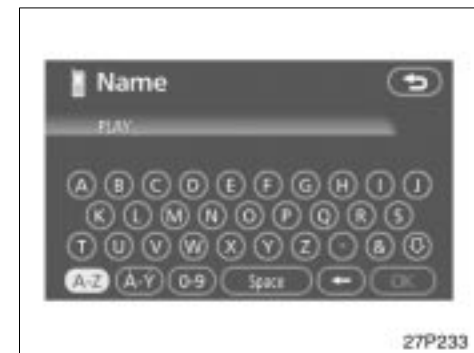 Name
PLAY
A B C D E F G H I J
K L M N O P Q R S
T U V W X Y Z - &
A-Z À-Ý 0-9 Space ← OK
27P233